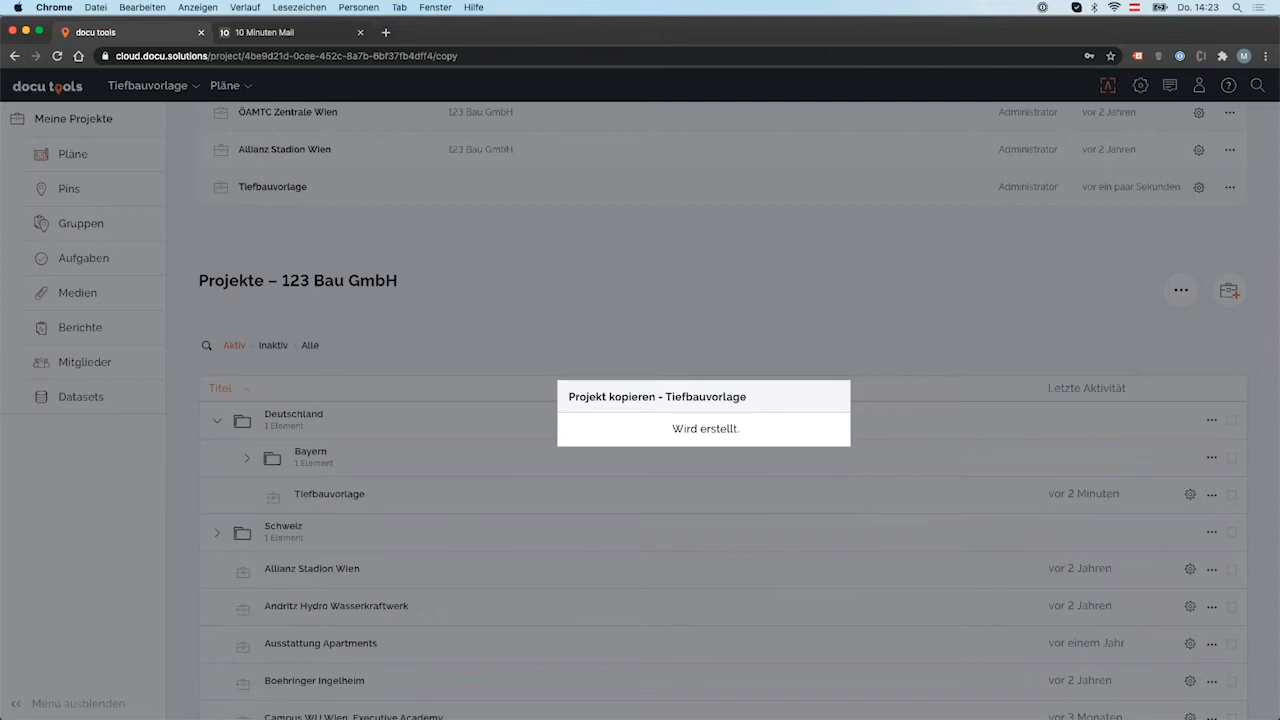 Chrome Datei Bearbeiten Anzeigen Verlauf Lesezeichen Personen Tab Fenster Hilfe Do. 14:23
docu tools 10 Minuten Mail
cloud.docu.solutions/project/4be9d21d-0cee-452c-8a7b-6bf37fb4dff4/copy
M
docu tools Tiefbauvorlage Pläne
Meine Projekte
Pläne
Pins
Gruppen
Aufgaben
Medien
Berichte
Mitglieder
Datasets
Menü ausblenden
ÖAMTC Zentrale Wien 123 Bau GmbH Administrator vor 2 Jahren
Allianz Stadion Wien 123 Bau GmbH Administrator vor 2 Jahren
Tiefbauvorlage Administrator vor ein paar Sekunden
Projekte – 123 Bau GmbH
Aktiv Inaktiv Alle
Titel Letzte Aktivität
Projekt kopieren - Tiefbauvorlage
Wird erstellt.
Deutschland
1 Element
Bayern
1 Element
Tiefbauvorlage vor 2 Minuten
Schweiz
1 Element
Allianz Stadion Wien vor 2 Jahren
Andritz Hydro Wasserkraftwerk vor 2 Jahren
Ausstattung Apartments vor einem Jahr
Boehringer Ingelheim vor 2 Jahren
Campus WU Wien, Executive Academy vor 3 Monaten